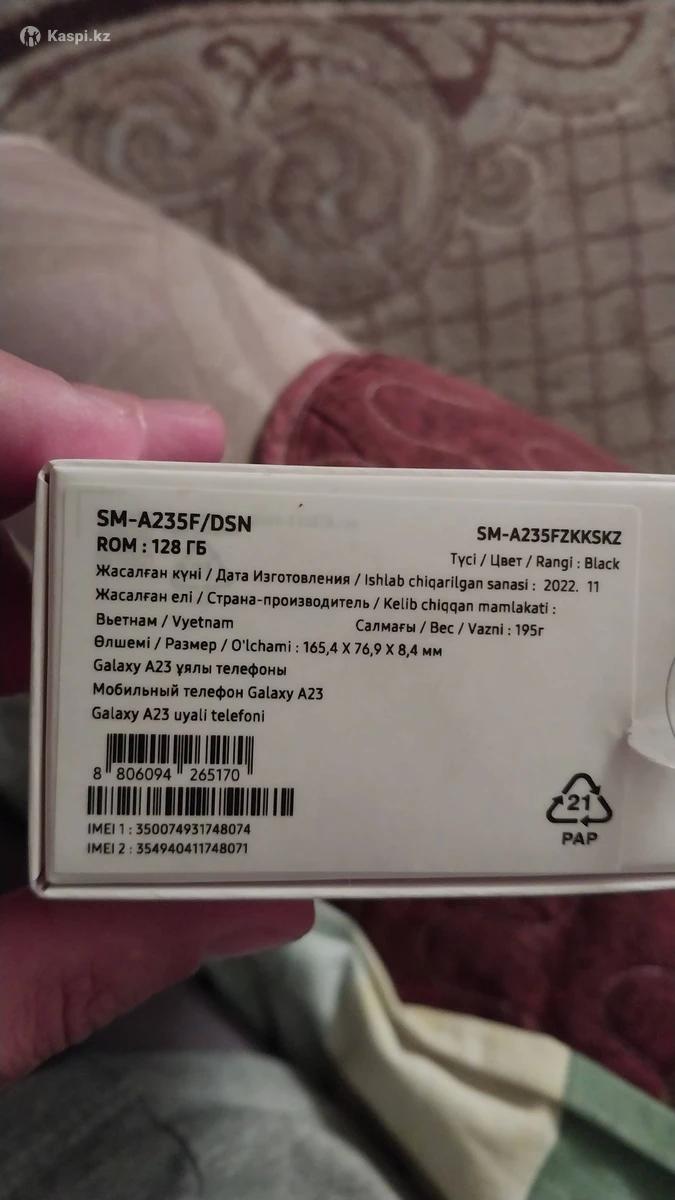 Kaspi.kz
SM-A235F/DSN
SM-A235FZKKSKZ
ROM : 128 ГБ
Түсі / Цвет / Rangi : Black
Жасалған күні / Дата Изготовления / Ishlab chiqarilgan sanasi : 2022. 11
Жасалған елі / Страна-производитель / Kelib chiqqan mamlakati :
Вьетнам / Vyetnam
Салмағы / Вес / Vazni : 195г
Өлшемі / Размер / O'lchami : 165,4 X 76,9 X 8,4 мм
Galaxy A23 ұялы телефоны
Мобильный телефон Galaxy A23
Galaxy A23 uyali telefoni
8 806094 265170
IMEI 1 : 350074931748074
IMEI 2 : 354940411748071
21
PAP